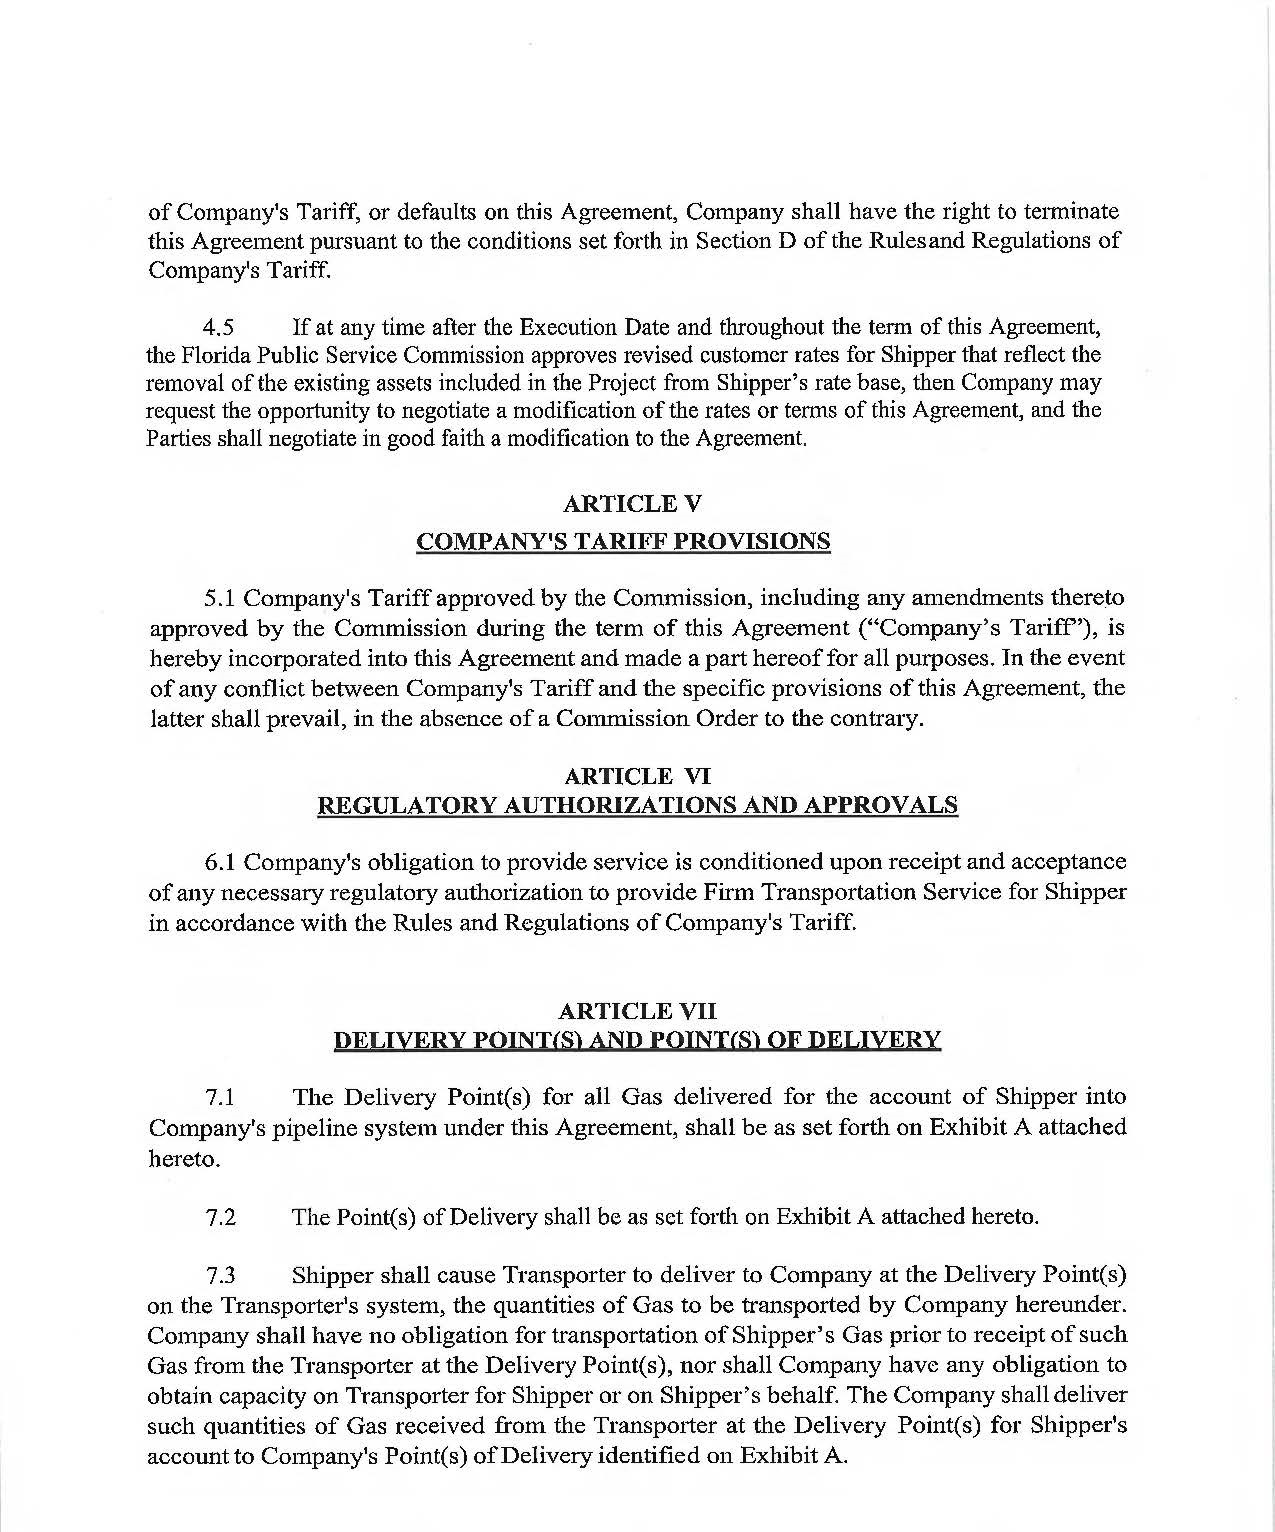 of Company's Tariff, or defaults on this Agreement, Company shall have the right to terminate
this Agreement pursuant to the conditions set forth in Section D of the Rulesand Regulations of
Company's Tariff.
4.5 If at any time after the Execution Date and throughout the term of this Agreement,
the Florida Public Service Commission approves revised customer rates for Shipper that reflect the
removal of the existing assets included in the Project from Shipper’s rate base, then Company may
request the opportunity to negotiate a modification of the rates or terms of this Agreement, and the
Parties shall negotiate in good faith a modification to the Agreement.
ARTICLE V
COMPANY'S TARIFF PROVISIONS
5.1 Company's Tariff approved by the Commission, including any amendments thereto
approved by the Commission during the term of this Agreement (“Company’s Tariff”), is
hereby incorporated into this Agreement and made a part hereof for all purposes. In the event
of any conflict between Company's Tariff and the specific provisions of this Agreement, the
latter shall prevail, in the absence of a Commission Order to the contrary.
ARTICLE VI
REGULATORY AUTHORIZATIONS AND APPROVALS
6.1 Company's obligation to provide service is conditioned upon receipt and acceptance
of any necessary regulatory authorization to provide Firm Transportation Service for Shipper
in accordance with the Rules and Regulations of Company's Tariff.
ARTICLE VII
DELIVERY POINT(S) AND POINT(S) OF DELIVERY
7.1 The Delivery Point(s) for all Gas delivered for the account of Shipper into
Company's pipeline system under this Agreement, shall be as set forth on Exhibit A attached
hereto.
7.2 The Point(s) of Delivery shall be as set forth on Exhibit A attached hereto.
7.3 Shipper shall cause Transporter to deliver to Company at the Delivery Point(s)
on the Transporter's system, the quantities of Gas to be transported by Company hereunder.
Company shall have no obligation for transportation of Shipper’s Gas prior to receipt of such
Gas from the Transporter at the Delivery Point(s), nor shall Company have any obligation to
obtain capacity on Transporter for Shipper or on Shipper’s behalf. The Company shall deliver
such quantities of Gas received from the Transporter at the Delivery Point(s) for Shipper's
account to Company's Point(s) of Delivery identified on Exhibit A.